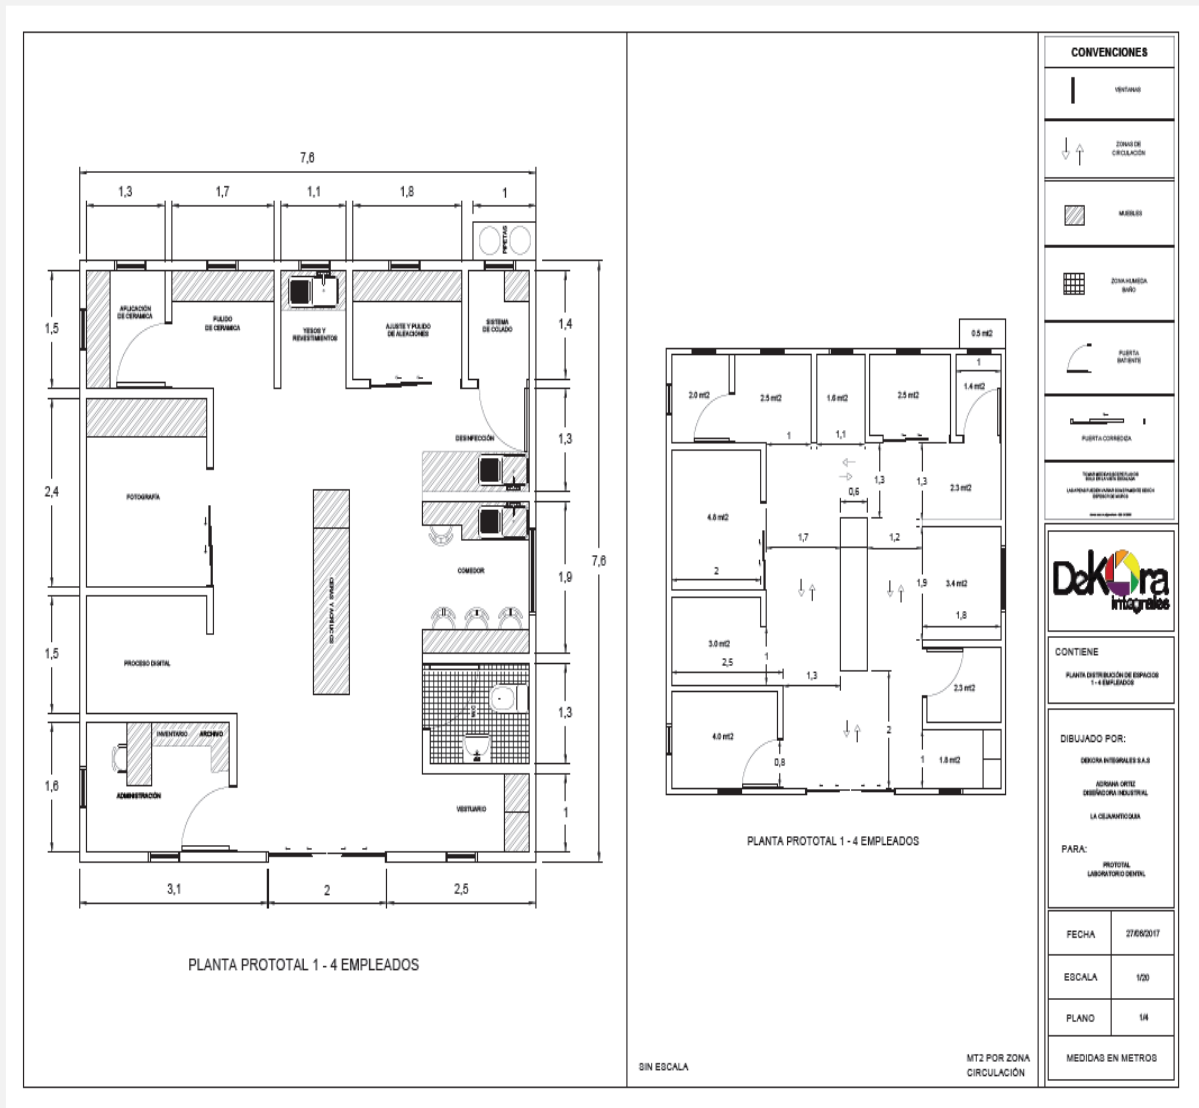 7,6
1,3
1,7
1,1
1,8
1
PIPETAS
APLICACIÓN
DE CERAMICA
PULIDO
DE CERAMICA
YESOS Y
REVESTIMIENTOS
AJUSTE Y PULIDO
DE ALEACIONES
SISTEMA
DE COLADO
1,5
1,4
DESINFECCIÓN
1,3
2,4
FOTOGRAFÍA
CERAS Y ACRILICOS
COMEDOR
1,9
7,6
1,5
PROCESO DIGITAL
1,3
INVENTARIO
ARCHIVO
1,6
ADMINISTRACIÓN
VESTUARIO
1
3,1
2
2,5
PLANTA PROTOTAL 1 - 4 EMPLEADOS
0.5 mt2
2.0 mt2
2.5 mt2
1.6 mt2
2.5 mt2
1
1.4 mt2
1
1,1
1,3
1,3
0,6
2.3 mt2
4.8 mt2
1,7
1,2
2
1,9
3.4 mt2
1,8
3.0 mt2
2,5
1
1,3
2.3 mt2
4.0 mt2
0,8
2
1
1.8 mt2
PLANTA PROTOTAL 1 - 4 EMPLEADOS
SIN ESCALA
MT2 POR ZONA
CIRCULACIÓN
CONVENCIONES
VENTANAS
ZONAS DE
CIRCULACIÓN
MUEBLES
ZONA HUMEDA
BAÑO
PUERTA
BATIENTE
PUERTA CORREDIZA
DeKOra
integrales
CONTIENE
PLANTA DISTRIBUCIÓN DE ESPACIOS
1 - 4 EMPLEADOS
DIBUJADO POR:
DEKORA INTEGRALES S.A.S
ADRIANA ORTIZ
DISEÑADORA INDUSTRIAL
LA CEJA/ANTIOQUIA
PARA:
PROTOTAL
LABORATORIO DENTAL
FECHA
27/06/2017
ESCALA
1/20
PLANO
1/4
MEDIDAS EN METROS